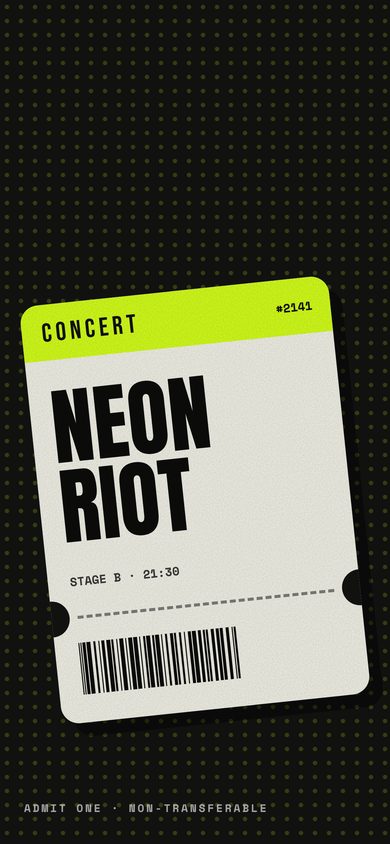 CONCERT
#2141
NEON
RIOT
STAGE B · 21:30
ADMIT ONE · NON-TRANSFERABLE